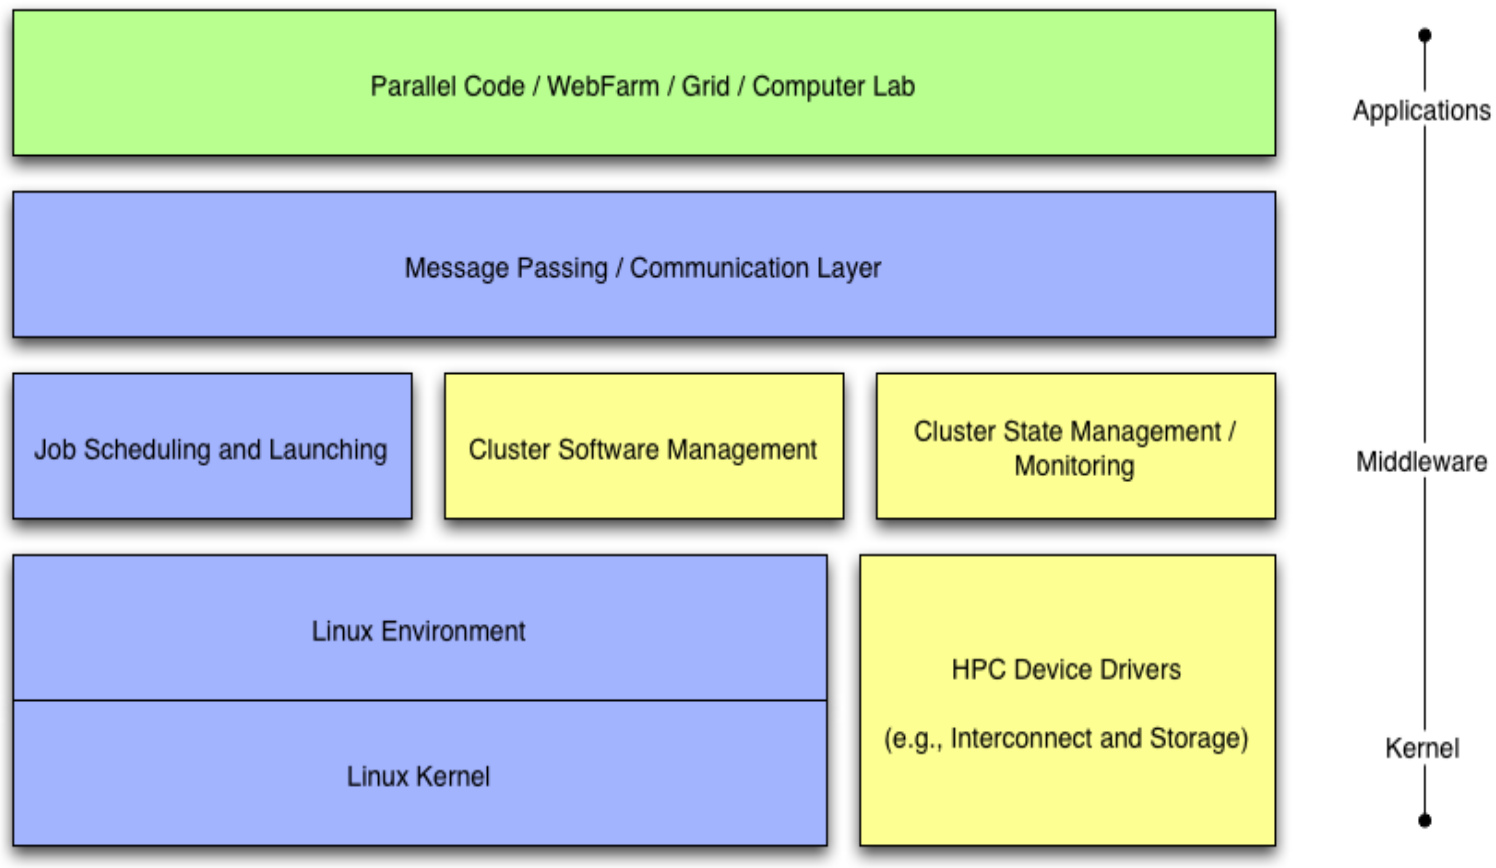 Parallel Code / WebFarm / Grid / Computer Lab
Applications
Message Passing / Communication Layer
Job Scheduling and Launching
Cluster Software Management
Cluster State Management /
Monitoring
Middleware
Linux Environment
HPC Device Drivers
(e.g., Interconnect and Storage)
Linux Kernel
Kernel